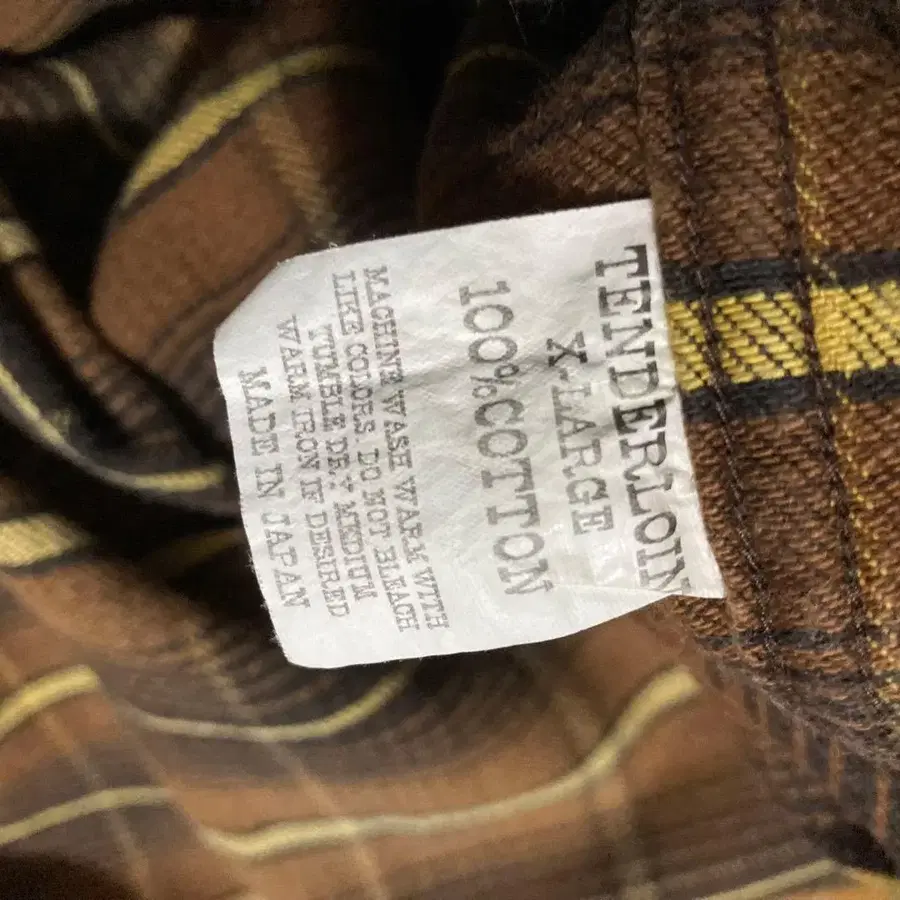 TENDERLOIN
X-LARGE
100%COTTON
MACHINE WASH WARM WITH
LIKE COLORS. DO NOT BLEACH
TUMBLE DRY MEDIUM
WARM IRON IF DESIRED
MADE IN JAPAN